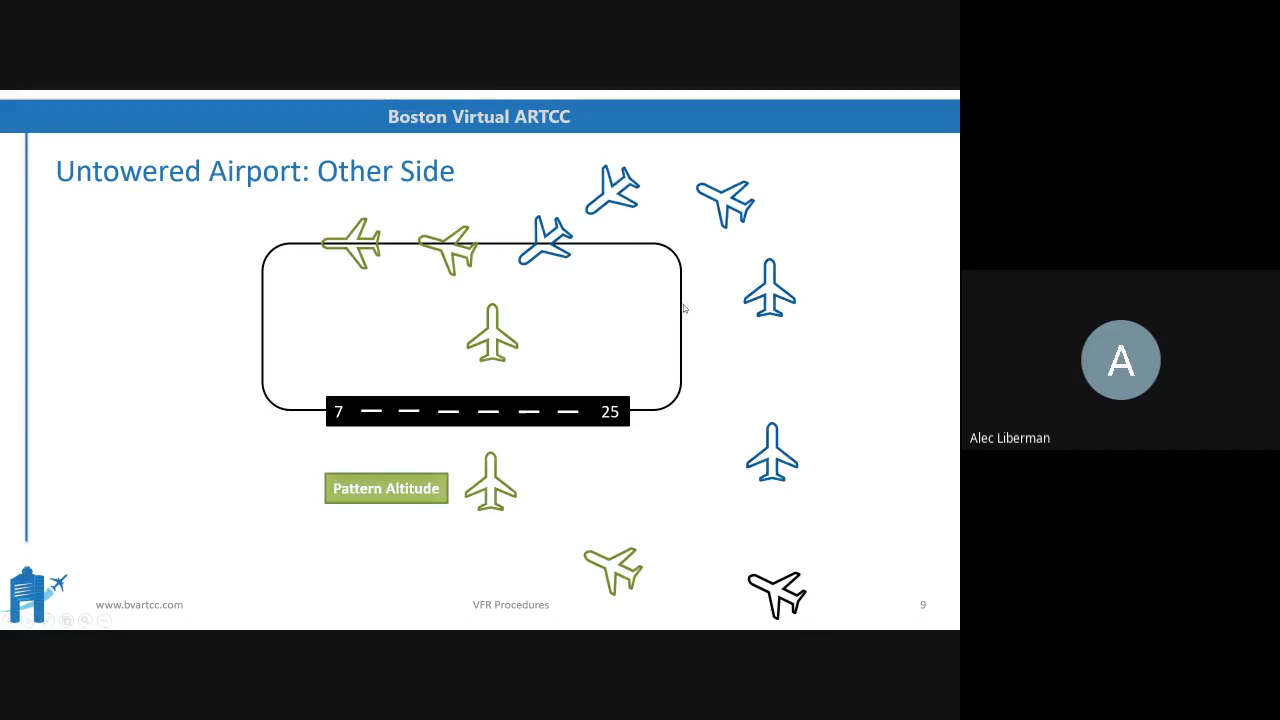 Boston Virtual ARTCC
Untowered Airport: Other Side
7
25
Pattern Altitude
www.bvartcc.com
VFR Procedures
9
A
Alec Liberman